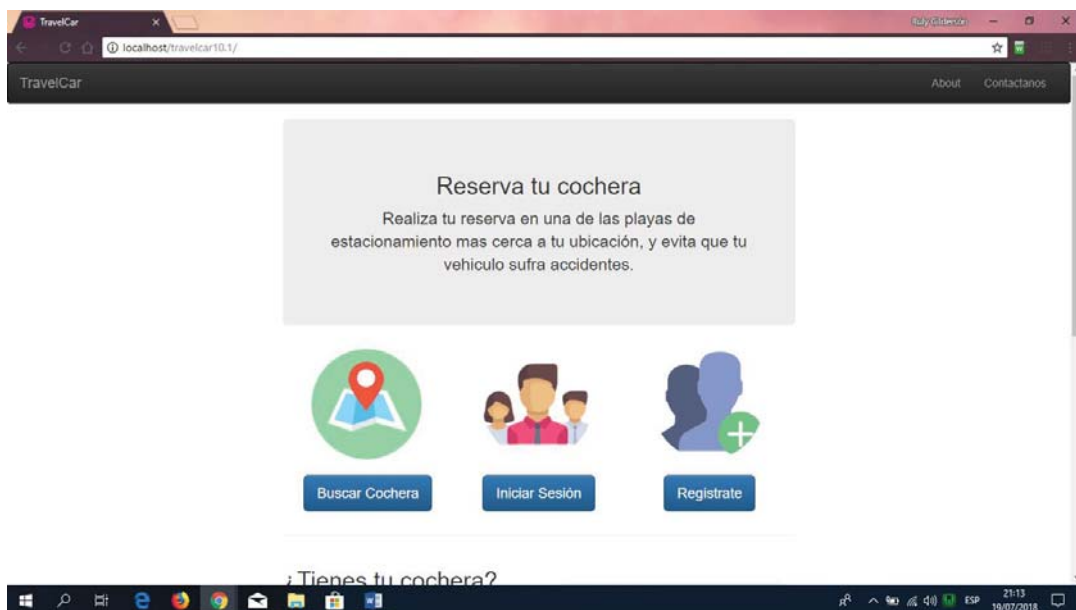 TravelCar
localhost/travelcar10.1/
TravelCar
About Contactanos
Reserva tu cochera
Realiza tu reserva en una de las playas de
estacionamiento mas cerca a tu ubicación, y evita que tu
vehiculo sufra accidentes.
Buscar Cochera Iniciar Sesión Registrate
¿Tienes tu cochera?
ESP
21:13
19/07/2018